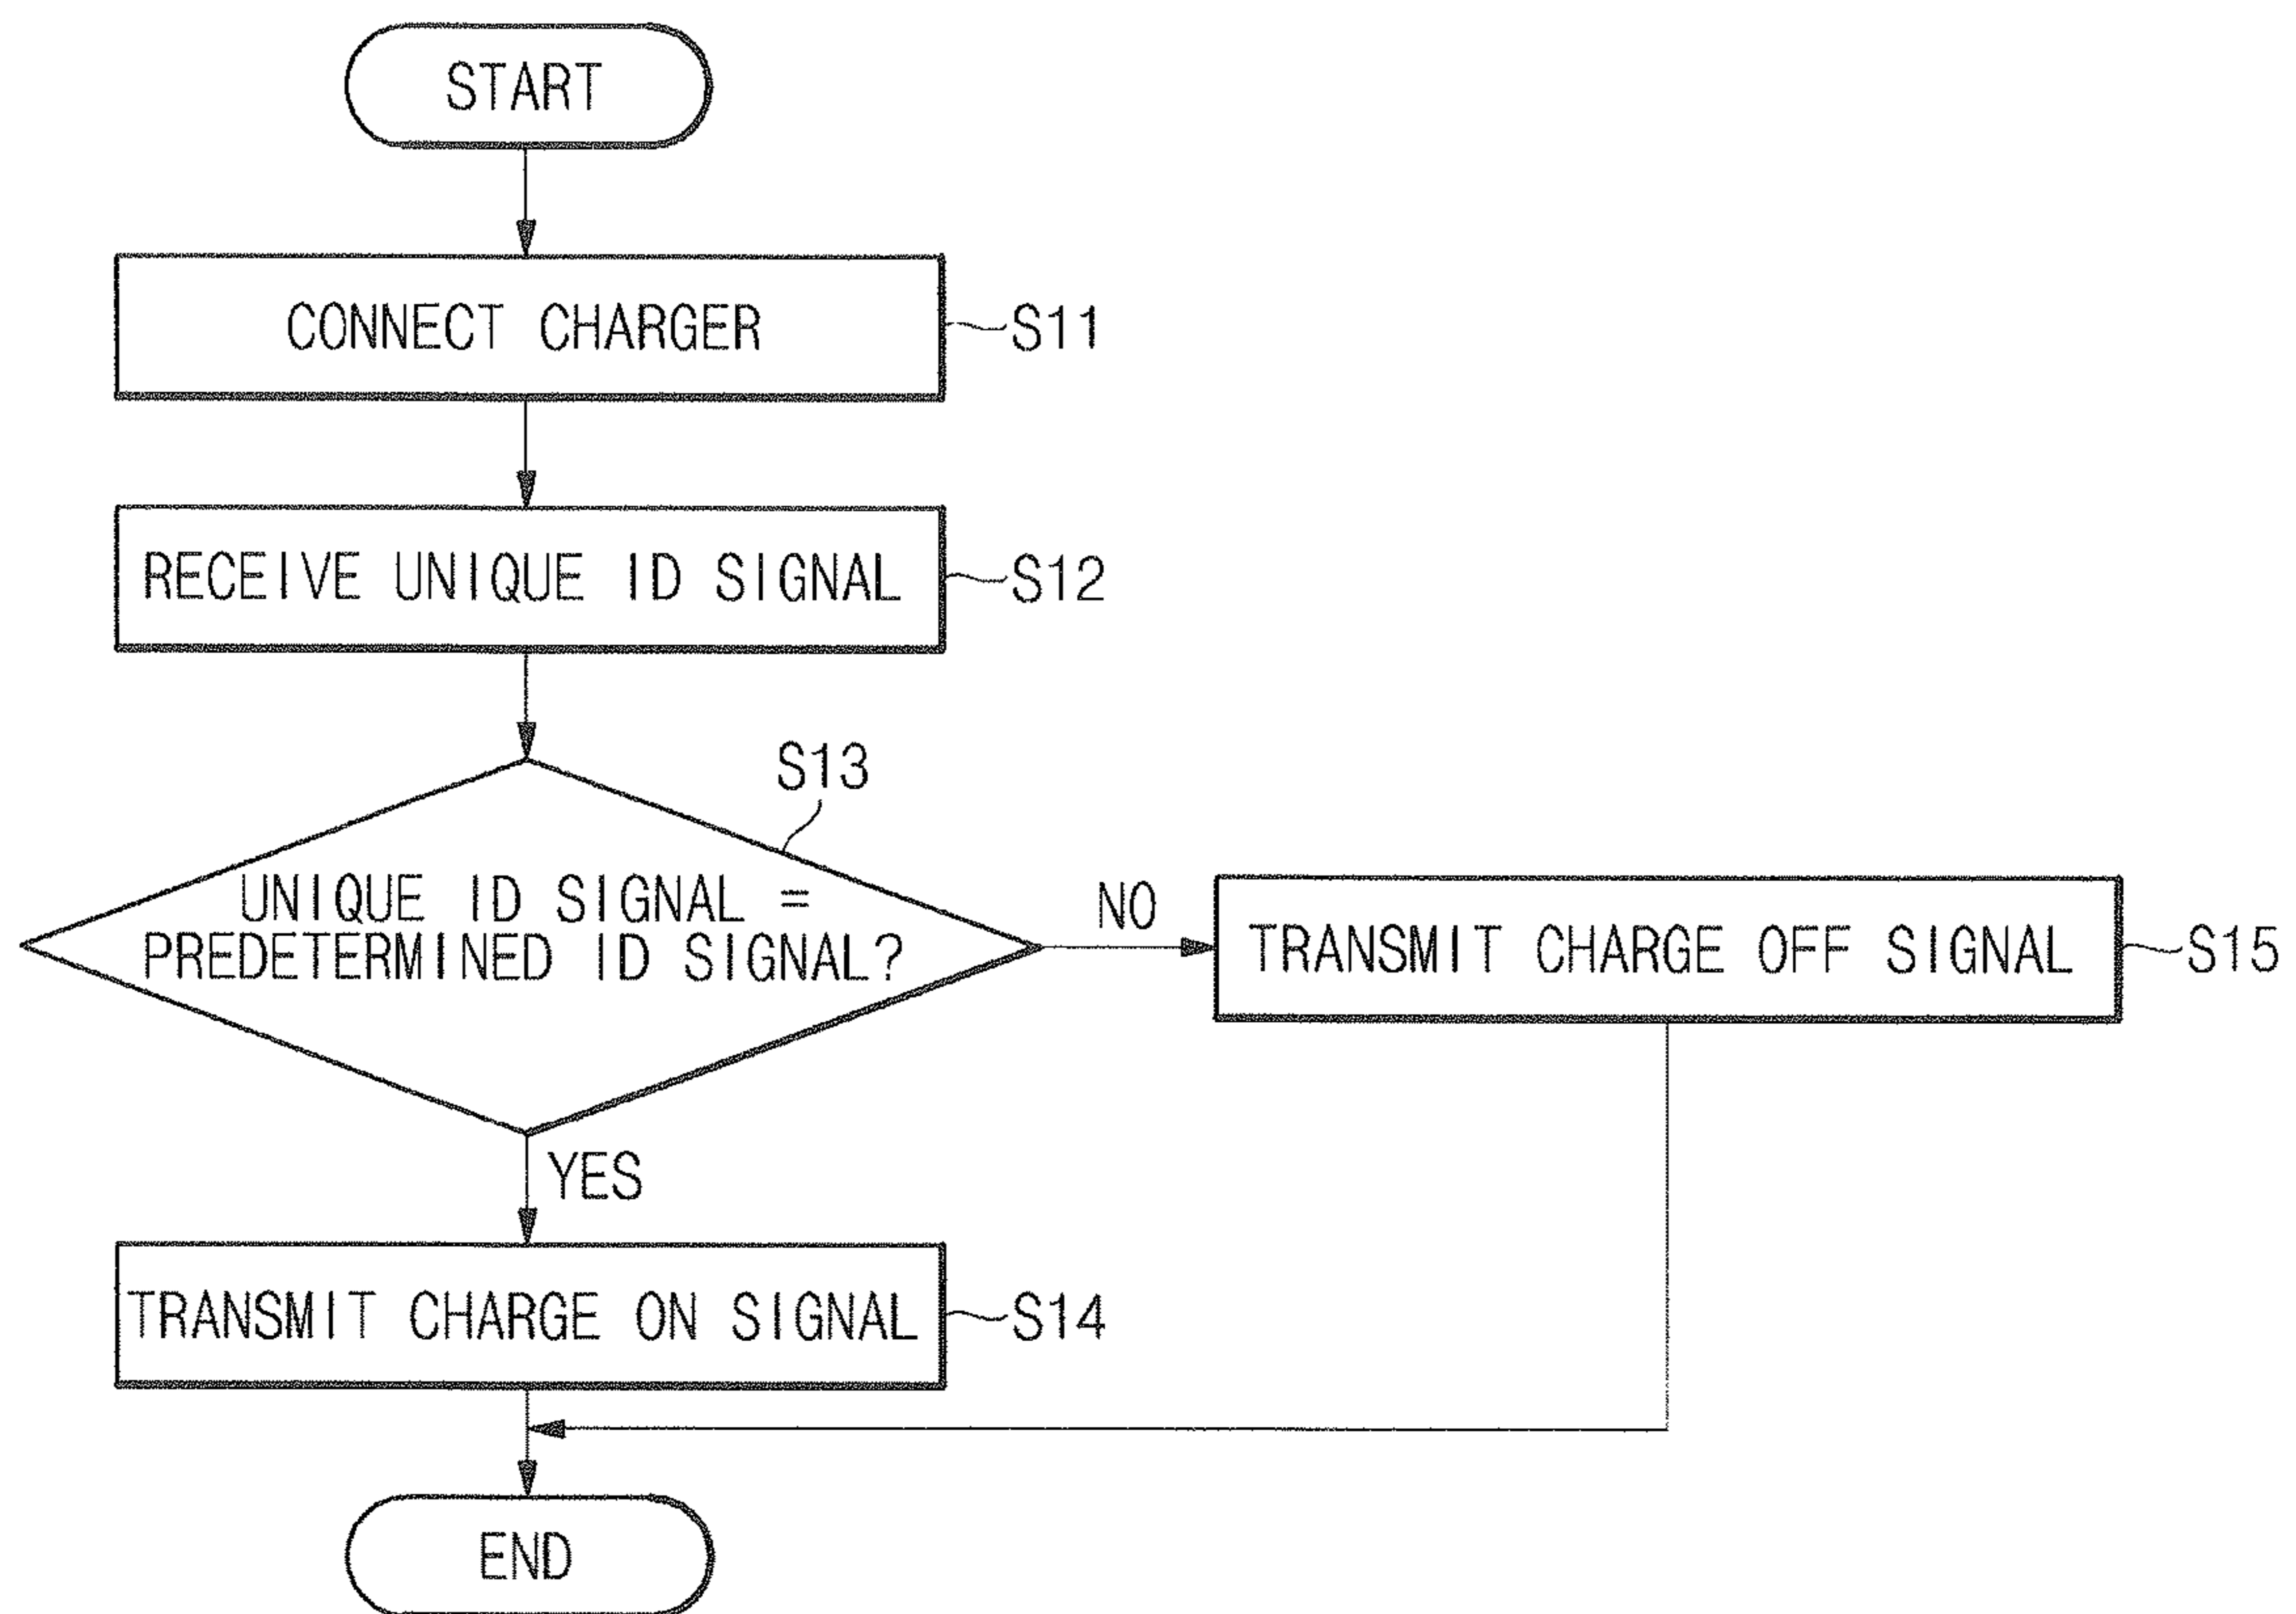 START
CONNECT CHARGER
S11
RECEIVE UNIQUE ID SIGNAL
S12
S13
UNIQUE ID SIGNAL =
PREDETERMINED ID SIGNAL?
NO
TRANSMIT CHARGE OFF SIGNAL
S15
YES
TRANSMIT CHARGE ON SIGNAL
S14
END